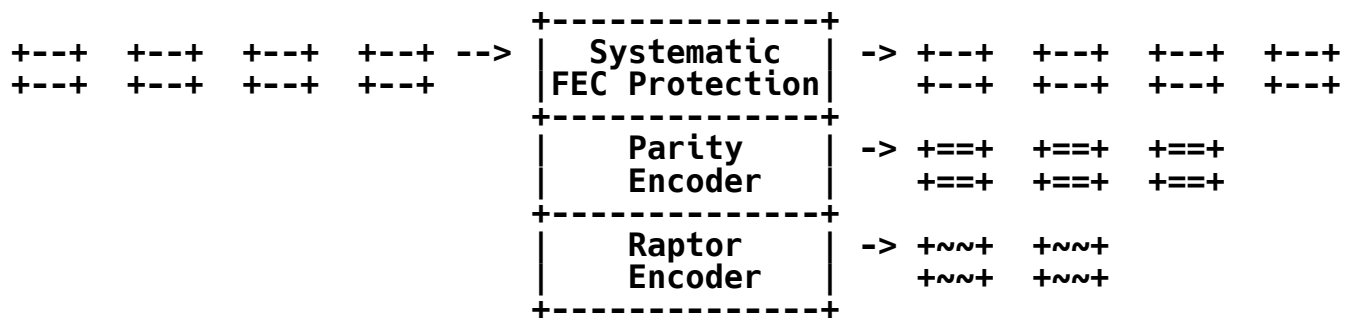 +--------------+
+--+  +--+  +--+  +--+ --> |  Systematic  | -> +--+  +--+  +--+  +--+
+--+  +--+  +--+  +--+     |FEC Protection|    +--+  +--+  +--+  +--+
                           +--------------+
                           |    Parity    | -> +==+  +==+  +==+
                           |    Encoder   |    +==+  +==+  +==+
                           +--------------+
                           |    Raptor    | -> +~~+  +~~+
                           |    Encoder   |    +~~+  +~~+
                           +--------------+